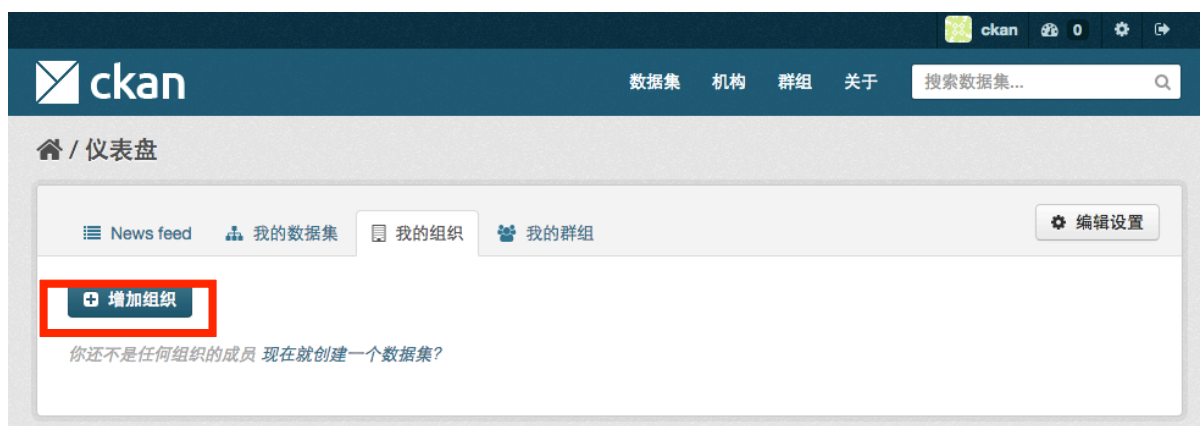 ckan 0
ckan 数据集 机构 群组 关于 搜索数据集...
/ 仪表盘
News feed 我的数据集 我的组织 我的群组 编辑设置
增加组织
你还不是任何组织的成员 现在就创建一个数据集?